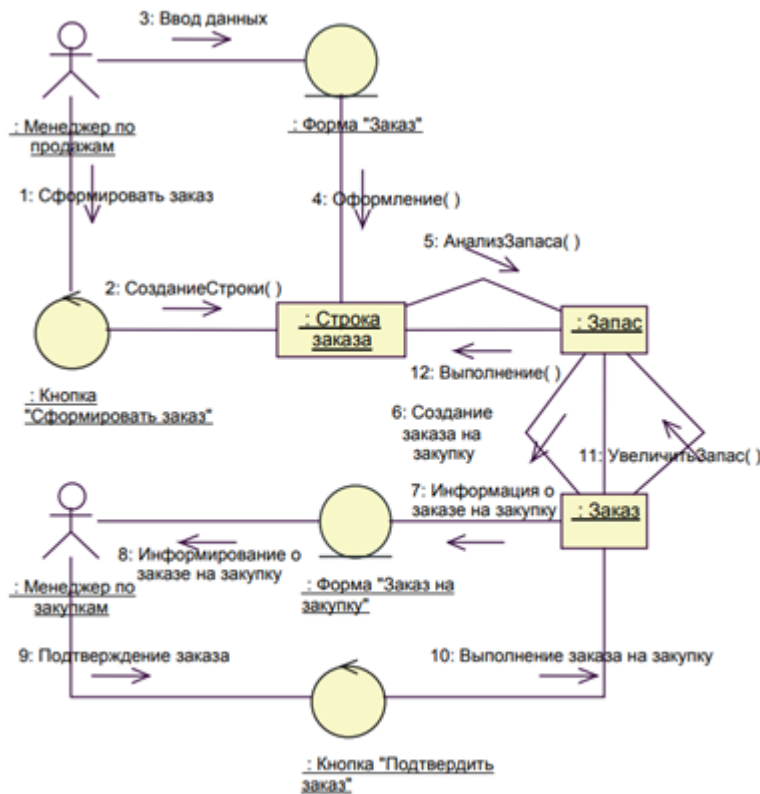 3: Ввод данных
: Менеджер по
продажам
: Форма "Заказ"
1: Сформировать заказ
4: Оформление( )
5: АнализЗапаса( )
2: СозданиеСтроки( )
: Строка
заказа
: Запас
12: Выполнение( )
: Кнопка
"Сформировать заказ"
6: Создание
заказа на
закупку
11: УвеличитьЗапас( )
7: Информация о
заказе на закупку
: Заказ
8: Информирование о
заказе на закупку
: Менеджер по
закупкам
: Форма "Заказ на
закупку"
9: Подтверждение заказа
10: Выполнение заказа на закупку
: Кнопка "Подтвердить
заказ"